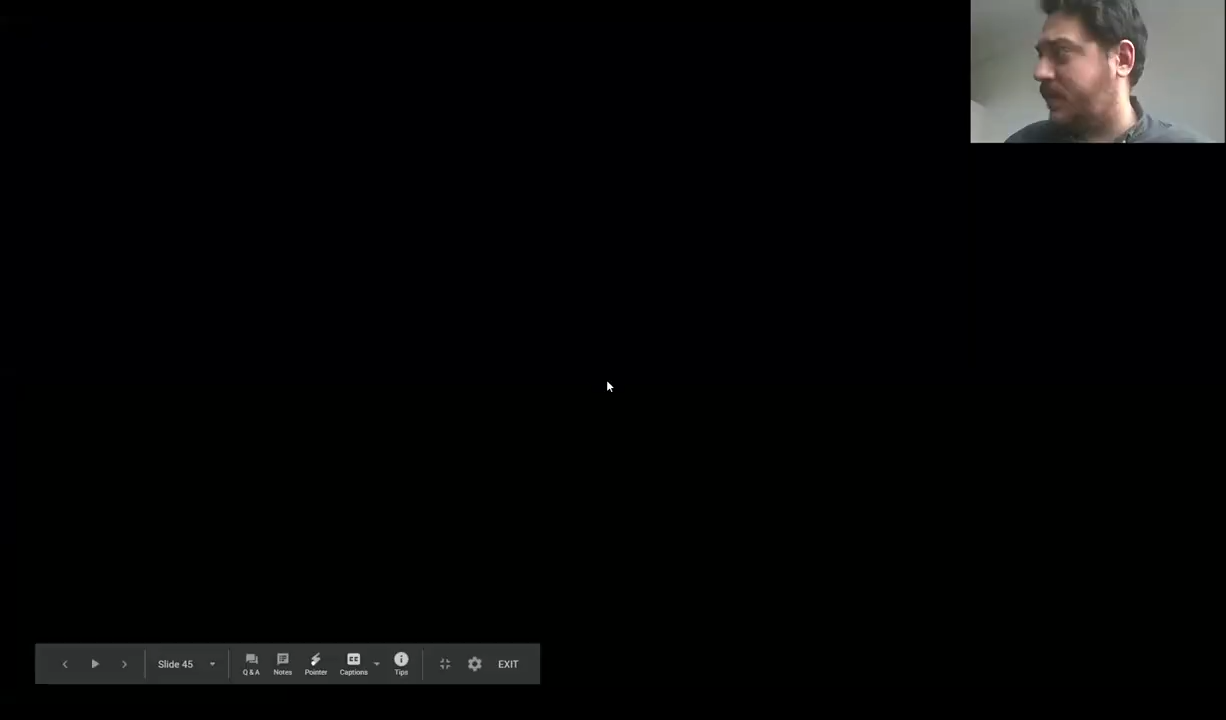 Slide 45
Q & A
Notes
Pointer
Captions
Tips
EXIT